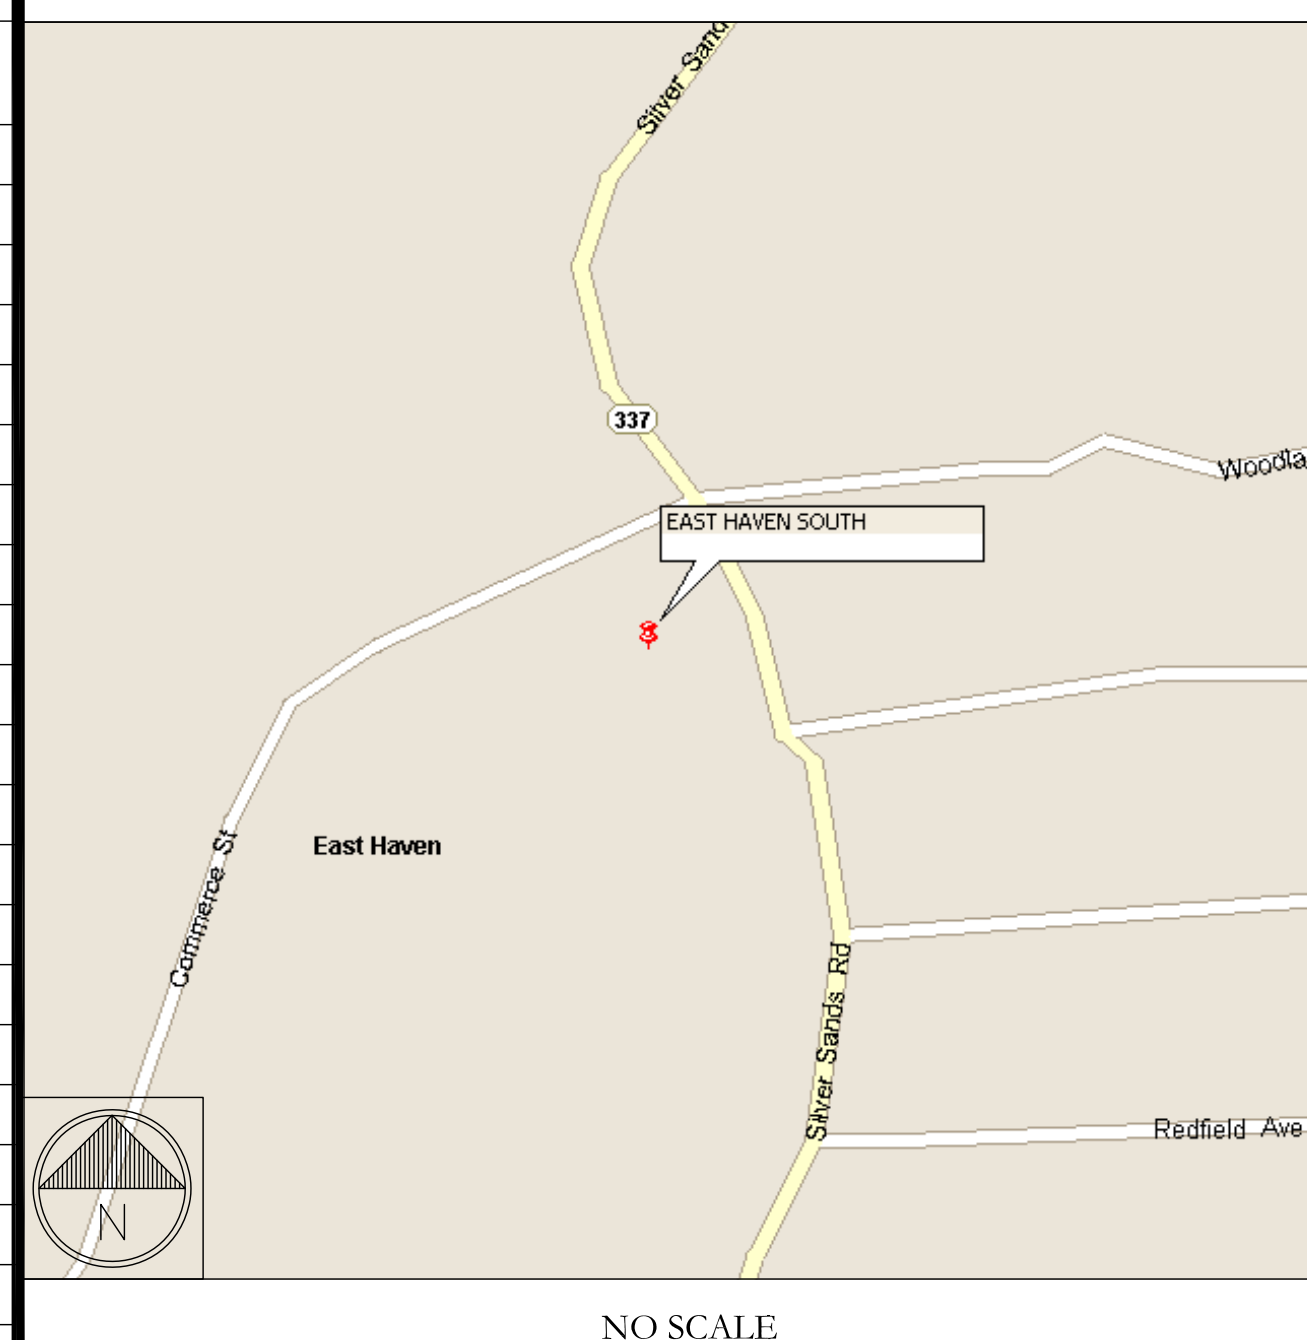 Silver Sand
337
Woodla
EAST HAVEN SOUTH
East Haven
Commerce St
Silver Sands Rd
Redfield Ave
N
NO SCALE